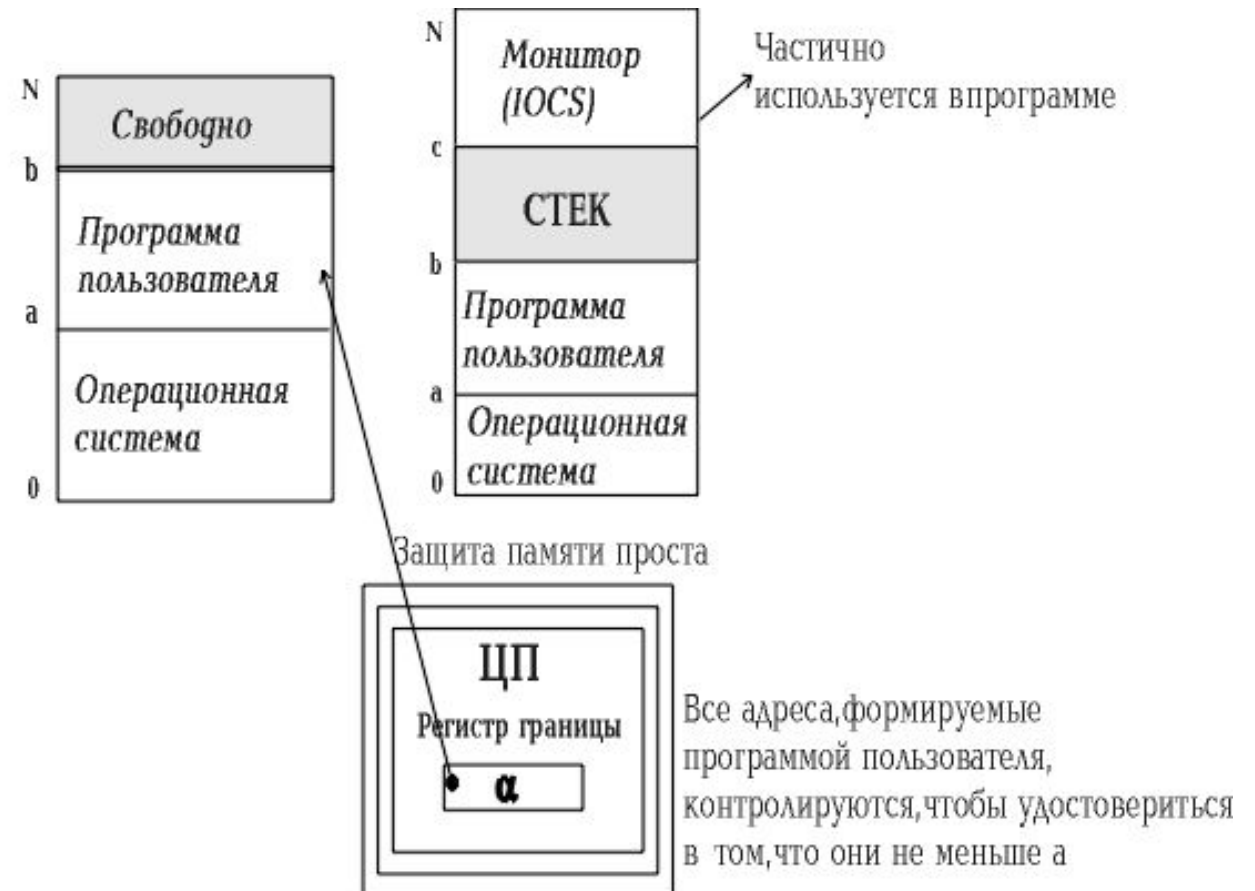 N
Свободно
b
Программа
пользователя
a
Операционная
система
0
N
Монитор
(IOCS)
c
СТЕК
b
Программа
пользователя
a
Операционная
система
0
Частично
используется впрограмме
Защита памяти проста
ЦП
Регистр границы
α
Все адреса,формируемые
программой пользователя,
контролируются,чтобы удостовериться
в том,что они не меньше а